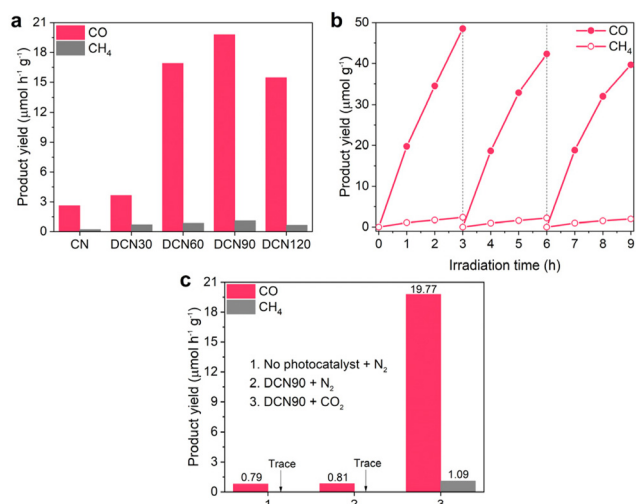 a
CO
CH₄
Product yield (μmol h⁻¹ g⁻¹)
21
18
15
12
9
6
3
0
CN DCN30 DCN60 DCN90 DCN120
b
CO
CH₄
Product yield (μmol g⁻¹)
50
40
30
20
10
0
0 1 2 3 4 5 6 7 8 9
Irradiation time (h)
c
CO
CH₄
Product yield (μmol h⁻¹ g⁻¹)
21
18
15
12
9
6
3
0
19.77
1. No photocatalyst + N₂
2. DCN90 + N₂
3. DCN90 + CO₂
Trace Trace
0.79 0.81 1.09
1 2 3